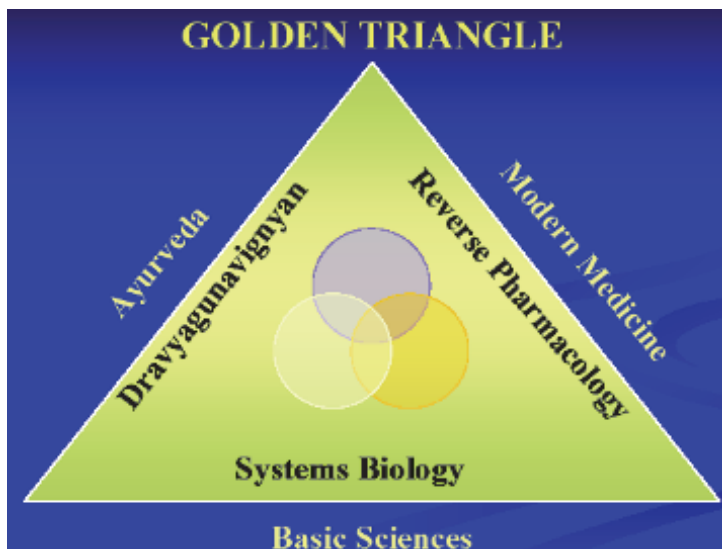 GOLDEN TRIANGLE
Ayurveda
Dravyagunavignyan
Reverse Pharmacology
Modern Medicine
Systems Biology
Basic Sciences